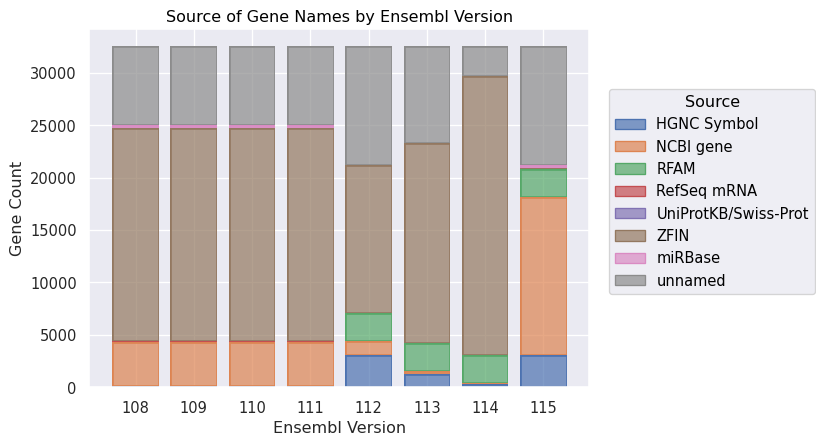 Source of Gene Names by Ensembl Version
Gene Count
30000
25000
20000
15000
10000
5000
0
108 109 110 111 112 113 114 115
Ensembl Version
Source
HGNC Symbol
NCBI gene
RFAM
RefSeq mRNA
UniProtKB/Swiss-Prot
ZFIN
miRBase
unnamed